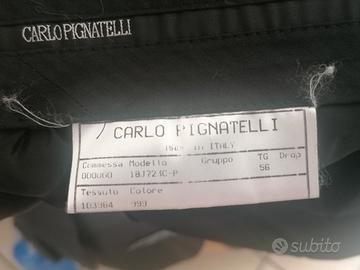 CARLO PIGNATELLI
CARLO PIGNATELLI
MADE IN ITALY
Commessa Modello Gruppo TG Drop
000000 18J723C-P 56
Tessuto Colore
103964 999
subito